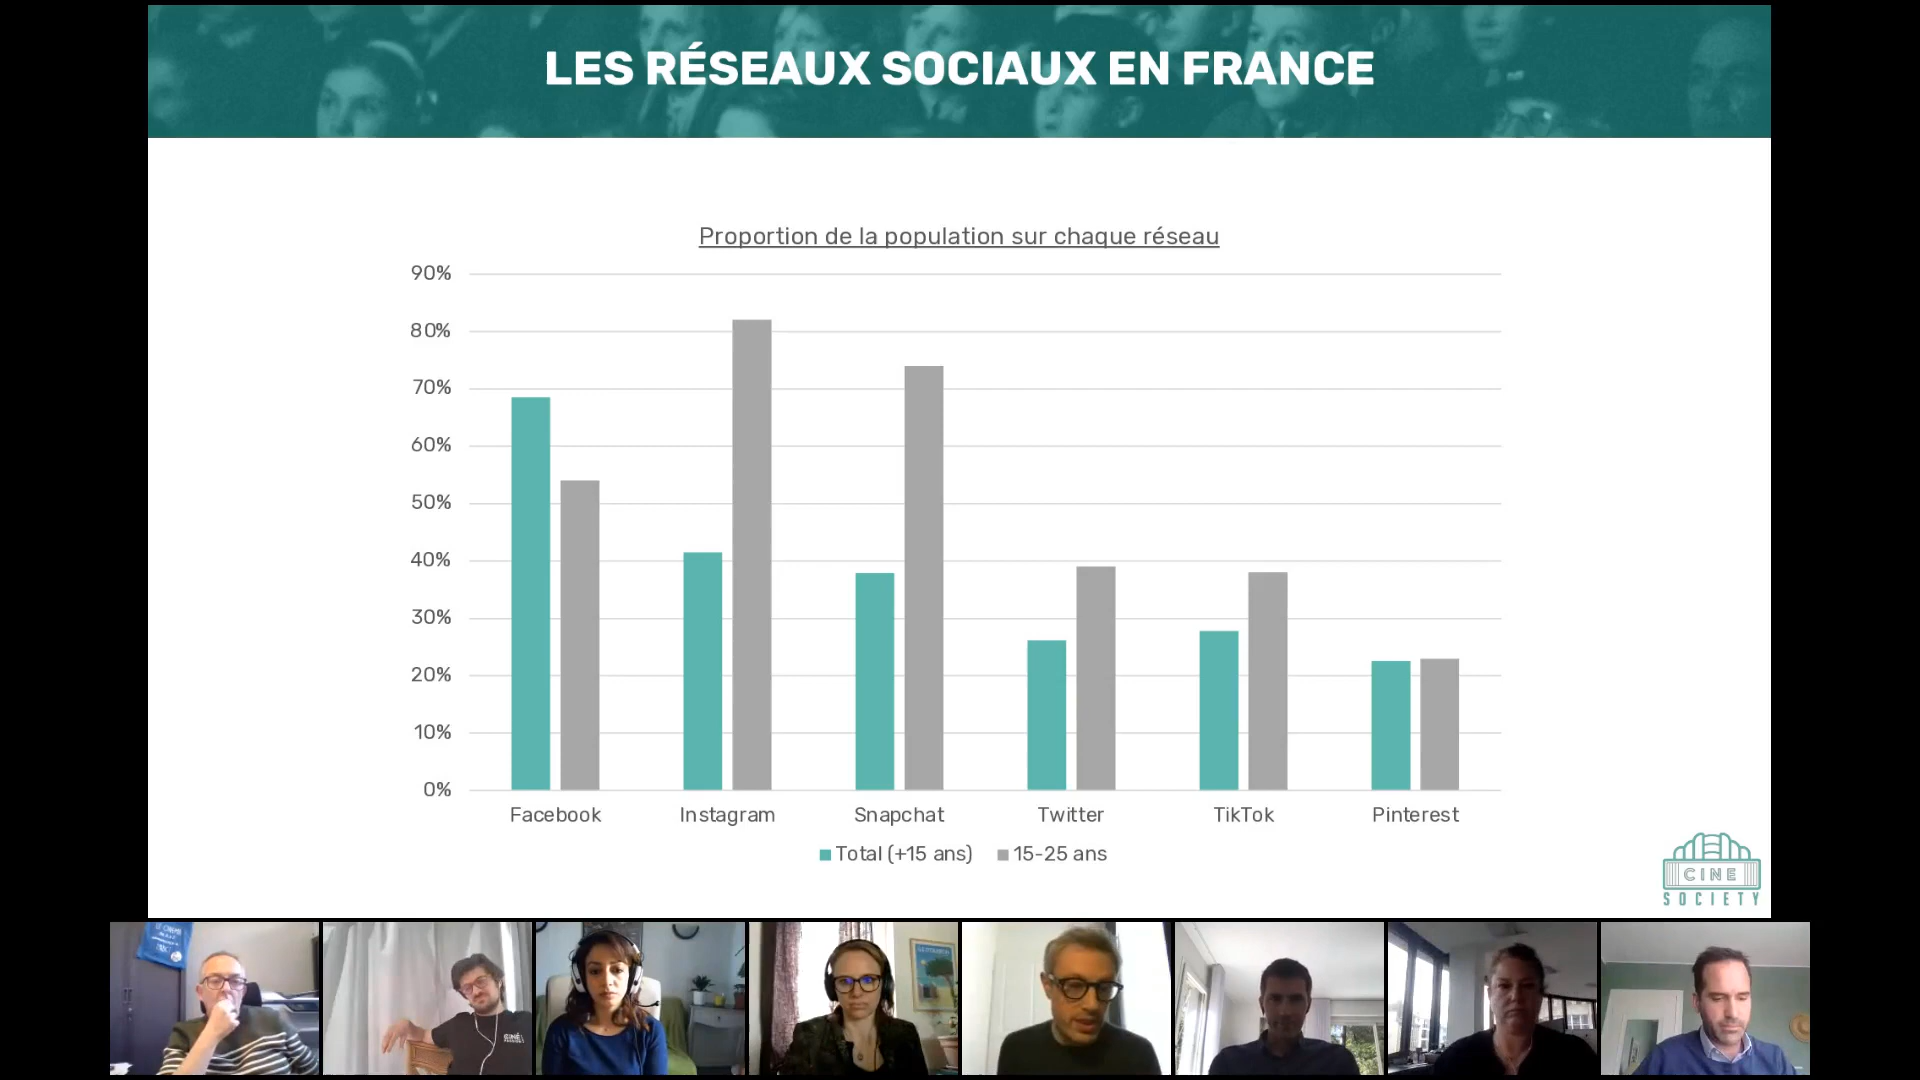 LES RÉSEAUX SOCIAUX EN FRANCE
Proportion de la population sur chaque réseau
90%
80%
70%
60%
50%
40%
30%
20%
10%
0%
Facebook Instagram Snapchat Twitter TikTok Pinterest
Total (+15 ans) 15-25 ans
CINE
SOCIETY